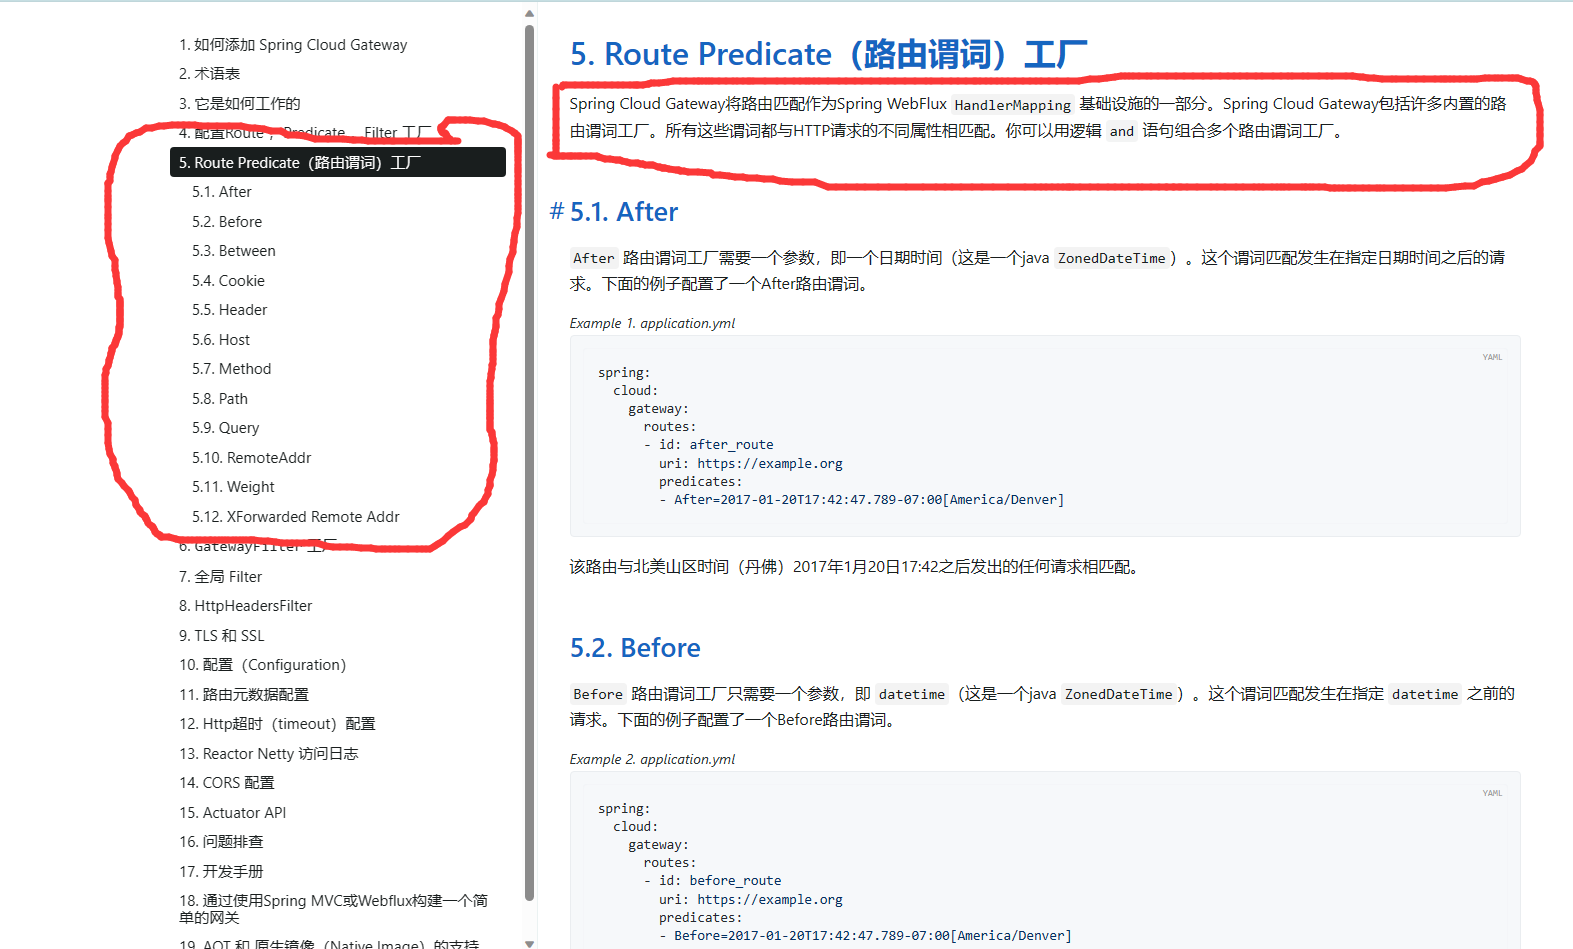 1. 如何添加 Spring Cloud Gateway
2. 术语表
3. 它是如何工作的
4. 配置Route 、Predicate 、Filter 工厂
5. Route Predicate（路由谓词）工厂
5.1. After
5.2. Before
5.3. Between
5.4. Cookie
5.5. Header
5.6. Host
5.7. Method
5.8. Path
5.9. Query
5.10. RemoteAddr
5.11. Weight
5.12. XForwarded Remote Addr
6. GatewayFilter 工厂
7. 全局 Filter
8. HttpHeadersFilter
9. TLS 和 SSL
10. 配置（Configuration）
11. 路由元数据配置
12. Http超时（timeout）配置
13. Reactor Netty 访问日志
14. CORS 配置
15. Actuator API
16. 问题排查
17. 开发手册
18. 通过使用Spring MVC或Webflux构建一个简
单的网关
19. AOT 和 原生镜像（Native Image）的支持
5. Route Predicate（路由谓词）工厂
Spring Cloud Gateway将路由匹配作为Spring WebFlux HandlerMapping 基础设施的一部分。Spring Cloud Gateway包括许多内置的路
由谓词工厂。所有这些谓词都与HTTP请求的不同属性相匹配。你可以用逻辑 and 语句组合多个路由谓词工厂。
# 5.1. After
After 路由谓词工厂需要一个参数，即一个日期时间（这是一个java ZonedDateTime）。这个谓词匹配发生在指定日期时间之后的请
求。下面的例子配置了一个After路由谓词。
Example 1. application.yml
YAML
spring:
  cloud:
    gateway:
      routes:
      - id: after_route
        uri: https://example.org
        predicates:
        - After=2017-01-20T17:42:47.789-07:00[America/Denver]
该路由与北美山区时间（丹佛）2017年1月20日17:42之后发出的任何请求相匹配。
5.2. Before
Before 路由谓词工厂只需要一个参数，即 datetime（这是一个java ZonedDateTime）。这个谓词匹配发生在指定 datetime 之前的
请求。下面的例子配置了一个Before路由谓词。
Example 2. application.yml
YAML
spring:
  cloud:
    gateway:
      routes:
      - id: before_route
        uri: https://example.org
        predicates:
        - Before=2017-01-20T17:42:47.789-07:00[America/Denver]